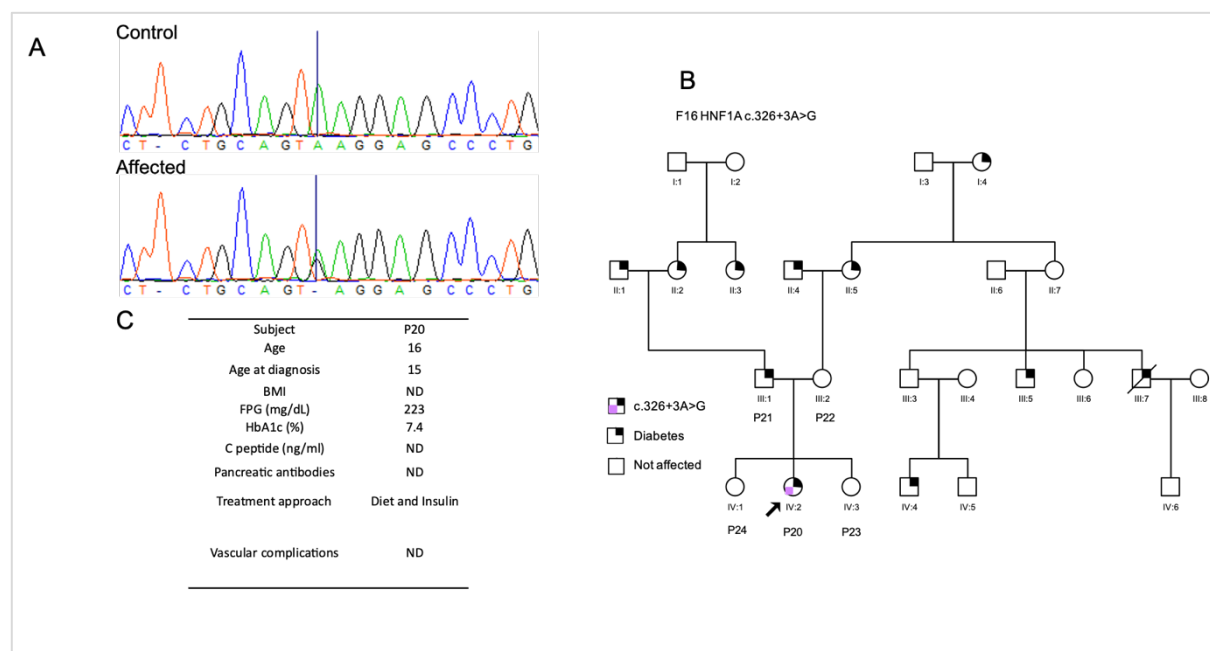 A
Control
C T - C T G C A G T A A G G A G C C C T G
Affected
C T - C T G C A G T - A G G A G C C C T G
C
Subject P20
Age 16
Age at diagnosis 15
BMI ND
FPG (mg/dL) 223
HbA1c (%) 7.4
C peptide (ng/ml) ND
Pancreatic antibodies ND
Treatment approach Diet and Insulin
Vascular complications ND
B
F16 HNF1A c.326+3A>G
I:1 I:2 I:3 I:4
II:1 II:2 II:3 II:4 II:5 II:6 II:7
III:1 III:2 III:3 III:4 III:5 III:6 III:7 III:8
P21 P22
c.326+3A>G
Diabetes
Not affected
IV:1 IV:2 IV:3 IV:4 IV:5 IV:6
P24 P20 P23